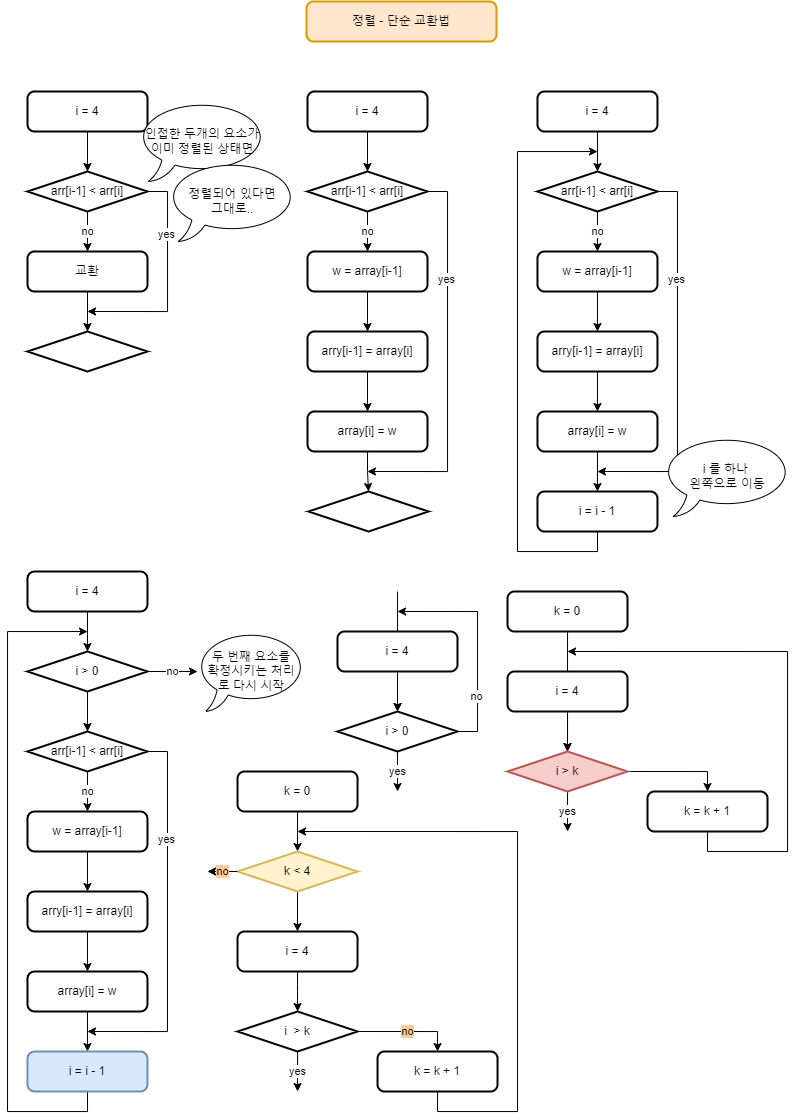 정렬 - 단순 교환법
i = 4
인접한 두개의 요소가
이미 정렬된 상태면
arr[i-1] < arr[i]
정렬되어 있다면
그대로..
no
yes
교환
i = 4
arr[i-1] < arr[i]
no
w = array[i-1]
yes
arry[i-1] = array[i]
array[i] = w
i = 4
arr[i-1] < arr[i]
no
w = array[i-1]
yes
arry[i-1] = array[i]
array[i] = w
i 를 하나
왼쪽으로 이동
i = i - 1
i = 4
i > 0
no
두 번째 요소를
확정시키는 처리
로 다시 시작
arr[i-1] < arr[i]
no
w = array[i-1]
yes
arry[i-1] = array[i]
array[i] = w
i = i - 1
i = 4
no
i > 0
yes
k = 0
i = 4
i > k
yes
k = k + 1
k = 0
k < 4
no
i = 4
i > k
no
yes
k = k + 1